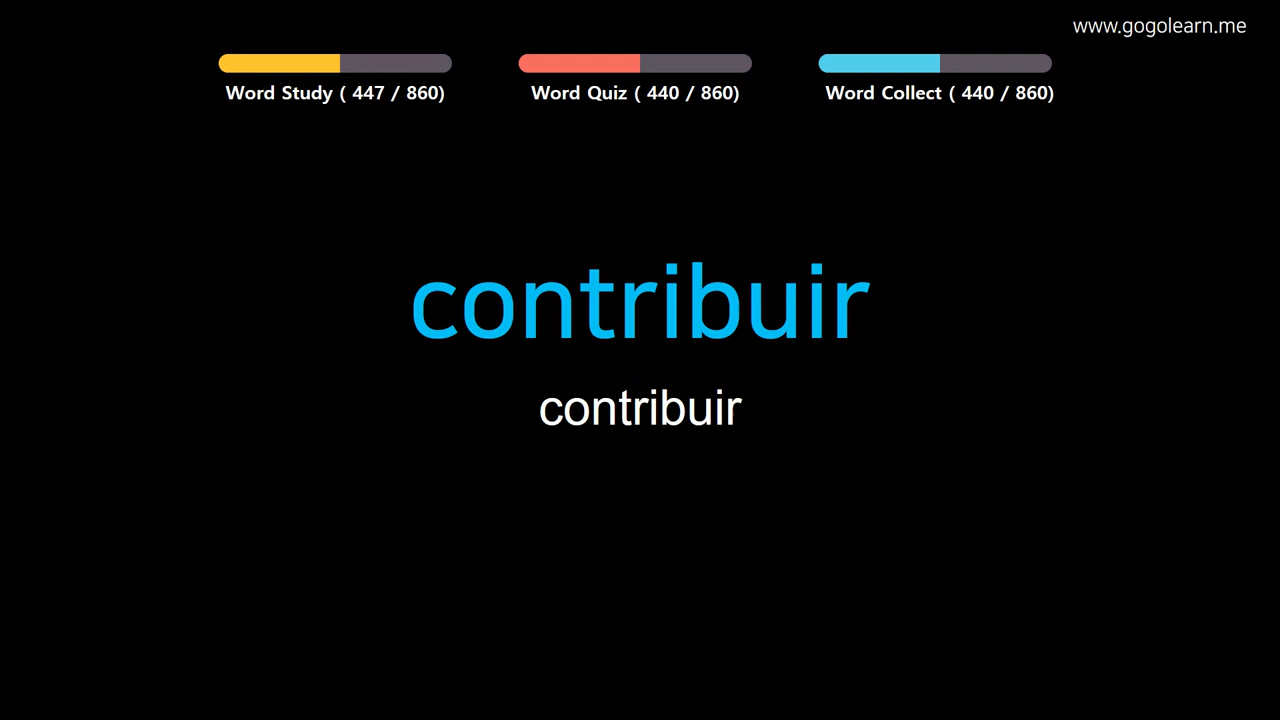 www.gogolearn.me
Word Study ( 447 / 860)
Word Quiz ( 440 / 860)
Word Collect ( 440 / 860)
contribuir
contribuir